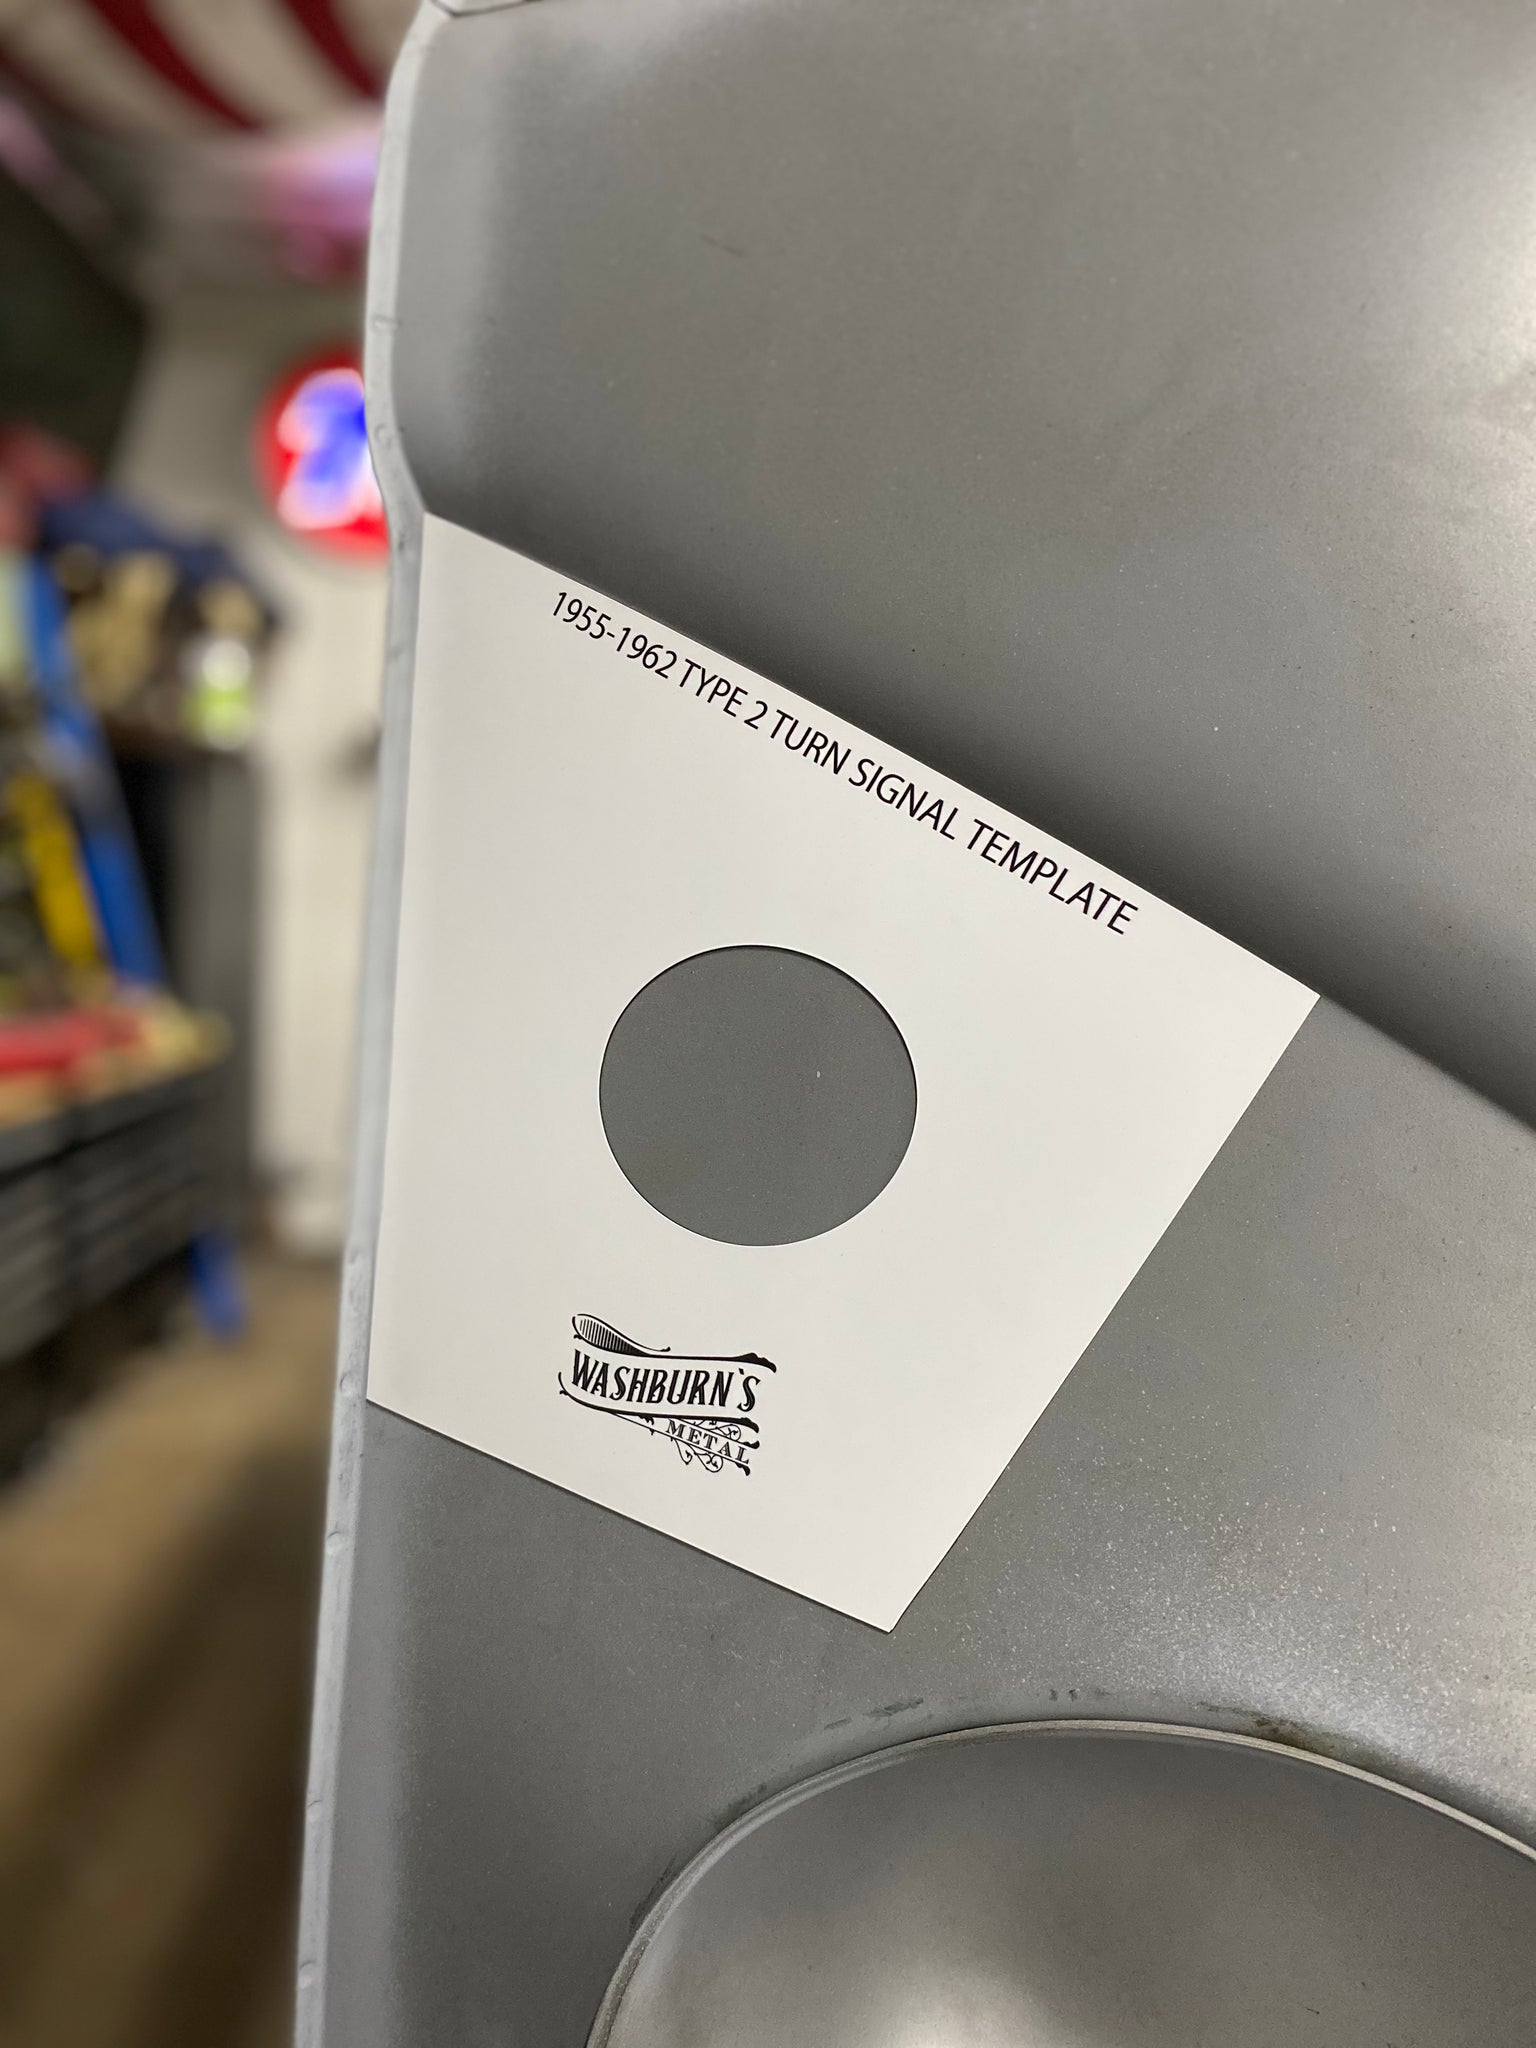 1955-1962 TYPE 2 TURN SIGNAL TEMPLATE
WASHBURN'S
METAL